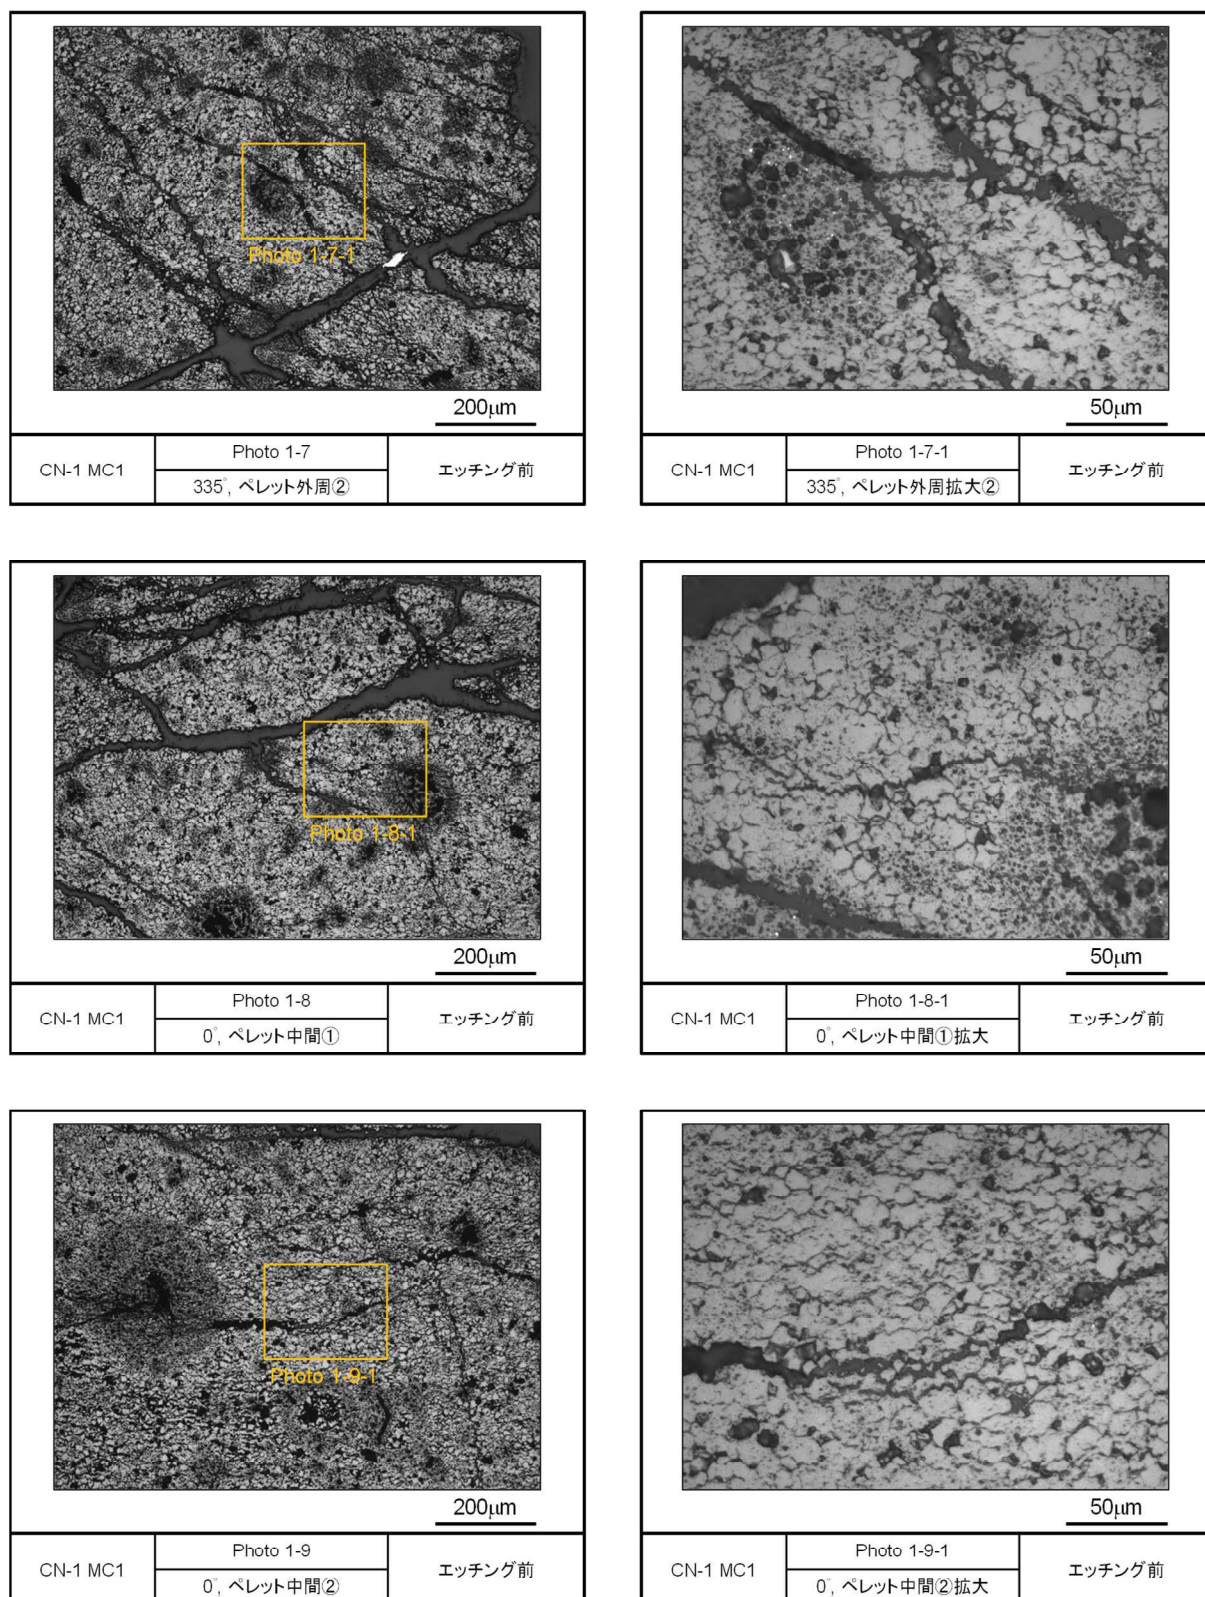 Photo 1-7-1
200μm
CN-1 MC1
Photo 1-7
335°, ペレット外周②
エッチング前
50μm
CN-1 MC1
Photo 1-7-1
335°, ペレット外周拡大②
エッチング前
Photo 1-8-1
200μm
CN-1 MC1
Photo 1-8
0°, ペレット中間①
エッチング前
50μm
CN-1 MC1
Photo 1-8-1
0°, ペレット中間①拡大
エッチング前
Photo 1-9-1
200μm
CN-1 MC1
Photo 1-9
0°, ペレット中間②
エッチング前
50μm
CN-1 MC1
Photo 1-9-1
0°, ペレット中間②拡大
エッチング前